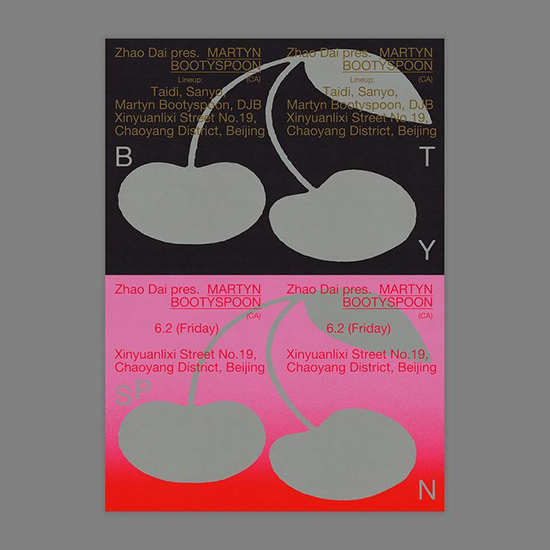 Zhao Dai pres. MARTYN
BOOTYSPOON
(CA)
Lineup:
Taidi, Sanyo,
Martyn Bootyspoon, DJB
Xinyuanlixi Street No.19,
Chaoyang District, Beijing
Zhao Dai pres. MARTYN
BOOTYSPOON
(CA)
Lineup:
Taidi, Sanyo,
Martyn Bootyspoon, DJB
Xinyuanlixi Street No.19,
Chaoyang District, Beijing
B T
Y
Zhao Dai pres. MARTYN
BOOTYSPOON
(CA)
6.2 (Friday)
Xinyuanlixi Street No.19,
Chaoyang District, Beijing
Zhao Dai pres. MARTYN
BOOTYSPOON
(CA)
6.2 (Friday)
Xinyuanlixi Street No.19,
Chaoyang District, Beijing
SP
N